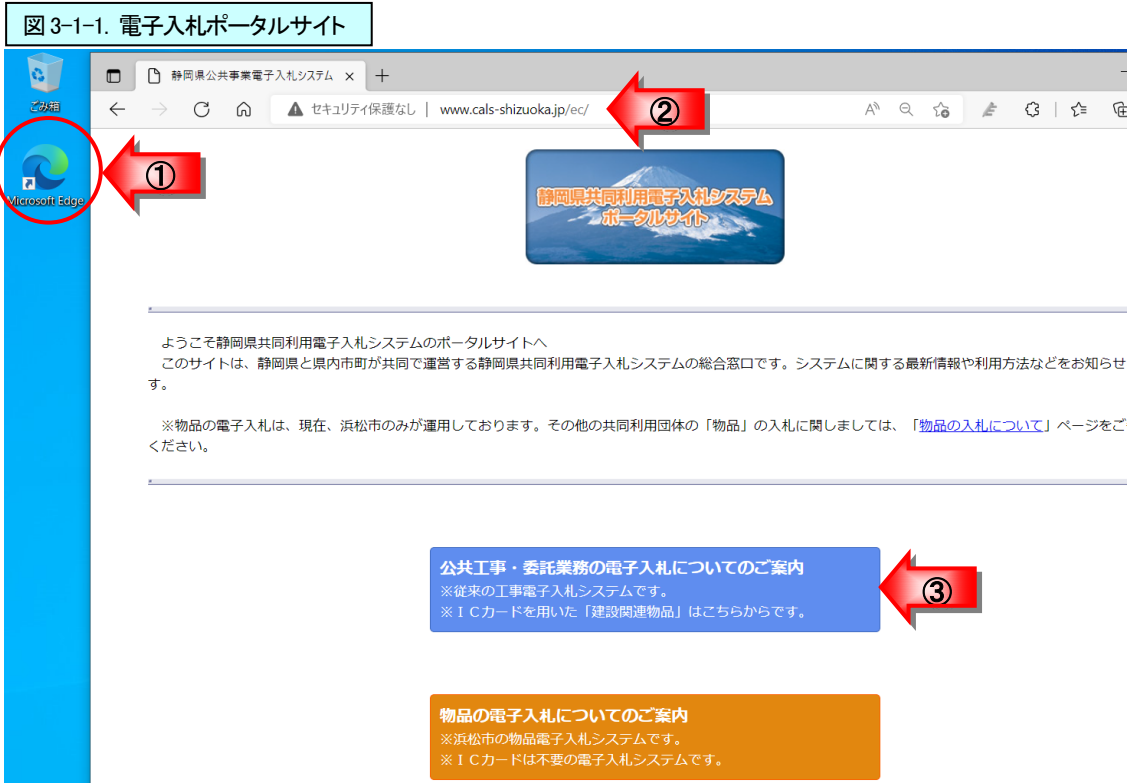 図 3-1-1. 電子入札ポータルサイト
ごみ箱
静岡県公共事業電子入札システム
セキュリティ保護なし | www.cals-shizuoka.jp/ec/
②
①
Microsoft Edge
静岡県共同利用電子入札システム
ポータルサイト
ようこそ静岡県共同利用電子入札システムのポータルサイトへ
このサイトは、静岡県と県内市町が共同で運営する静岡県共同利用電子入札システムの総合窓口です。システムに関する最新情報や利用方法などをお知らせ
す。
※物品の電子入札は、現在、浜松市のみが運用しております。その他の共同利用団体の「物品」の入札に関しましては、「物品の入札について」ページをご
ください。
公共工事・委託業務の電子入札についてのご案内
※従来の工事電子入札システムです。
※ＩＣカードを用いた「建設関連物品」はこちらからです。
③
物品の電子入札についてのご案内
※浜松市の物品電子入札システムです。
※ＩＣカードは不要の電子入札システムです。